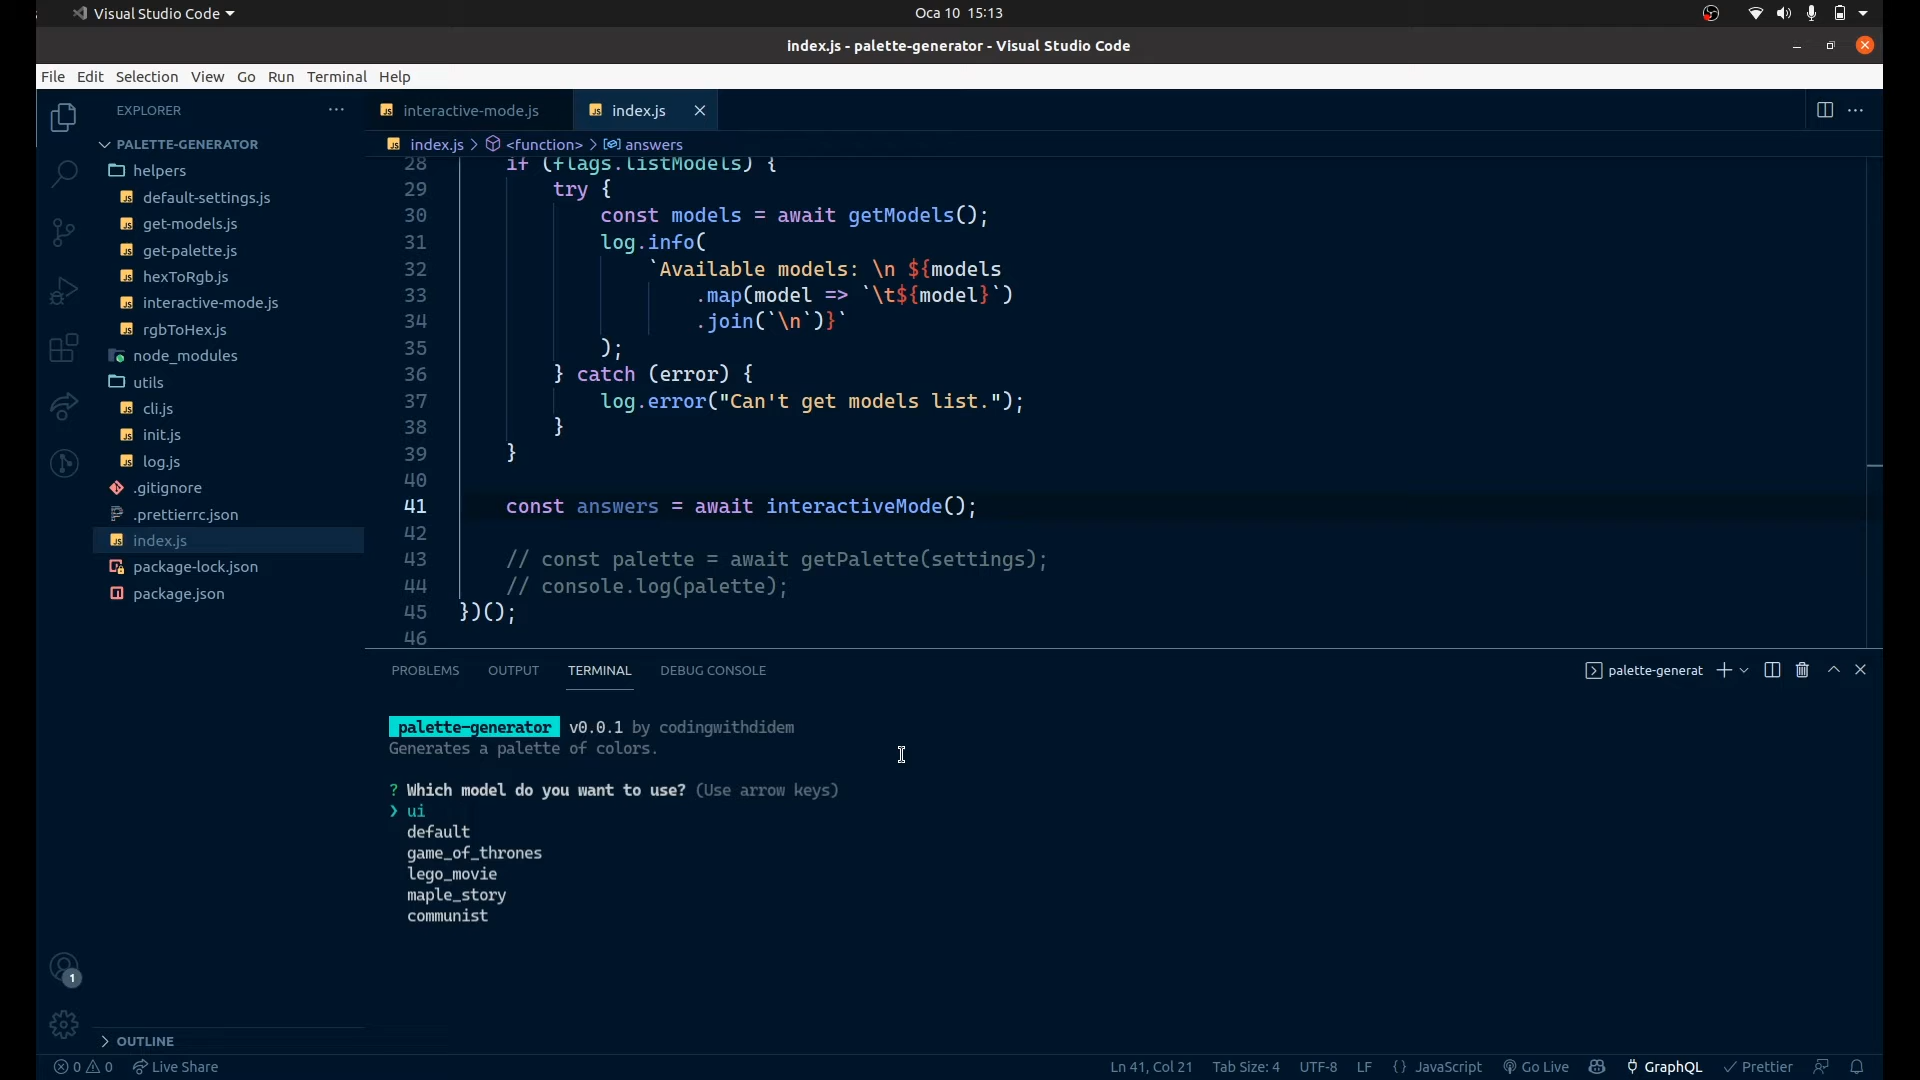 Visual Studio Code
Oca 10 15:13
index.js - palette-generator - Visual Studio Code
File Edit Selection View Go Run Terminal Help
EXPLORER
PALETTE-GENERATOR
helpers
default-settings.js
get-models.js
get-palette.js
hexToRgb.js
interactive-mode.js
rgbToHex.js
node_modules
utils
cli.js
init.js
log.js
.gitignore
.prettierrc.json
index.js
package-lock.json
package.json
OUTLINE
interactive-mode.js
index.js
index.js > <function> > answers
28 if (flags.listModels) {
29 try {
30 const models = await getModels();
31 log.info(
32 `Available models: \n ${models
33 .map(model => `\t${model}`)
34 .join(`\n`)}`
35 );
36 } catch (error) {
37 log.error("Can't get models list.");
38 }
39 }
40
41 const answers = await interactiveMode();
42
43 // const palette = await getPalette(settings);
44 // console.log(palette);
45 })();
46
PROBLEMS OUTPUT TERMINAL DEBUG CONSOLE
palette-generat
palette-generator v0.0.1 by codingwithdidem
Generates a palette of colors.
? Which model do you want to use? (Use arrow keys)
❯ ui
default
game_of_thrones
lego_movie
maple_story
communist
1
0 0 Live Share
Ln 41, Col 21 Tab Size: 4 UTF-8 LF {} JavaScript Go Live GraphQL Prettier